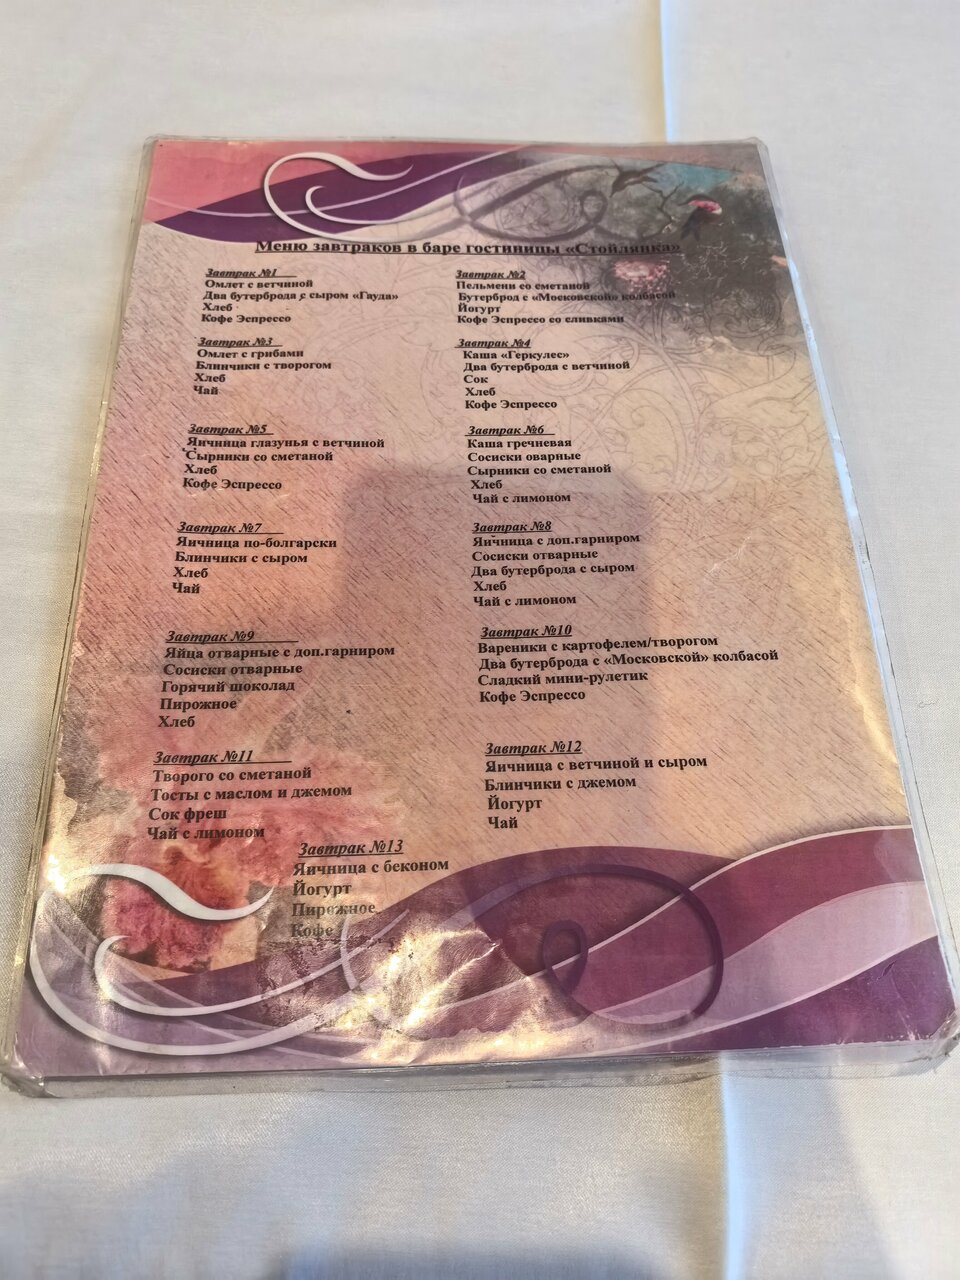 Меню завтраков в баре гостиницы «Стойлянка»
Завтрак №1
Омлет с ветчиной
Два бутерброда с сыром «Гауда»
Хлеб
Кофе Эспрессо
Завтрак №2
Пельмени со сметаной
Бутерброд с «Московской» колбасой
Йогурт
Кофе Эспрессо со сливками
Завтрак №3
Омлет с грибами
Блинчики с творогом
Хлеб
Чай
Завтрак №4
Каша «Геркулес»
Два бутерброда с ветчиной
Сок
Хлеб
Кофе Эспрессо
Завтрак №5
Яичница глазунья с ветчиной
Сырники со сметаной
Хлеб
Кофе Эспрессо
Завтрак №6
Каша гречневая
Сосиски оварные
Сырники со сметаной
Хлеб
Чай с лимоном
Завтрак №7
Яичница по-болгарски
Блинчики с сыром
Хлеб
Чай
Завтрак №8
Яичница с доп.гарниром
Сосиски отварные
Два бутерброда с сыром
Хлеб
Чай с лимоном
Завтрак №9
Яйца отварные с доп.гарниром
Сосиски отварные
Горячий шоколад
Пирожное
Хлеб
Завтрак №10
Вареники с картофелем/творогом
Два бутерброда с «Московской» колбасой
Сладкий мини-рулетик
Кофе Эспрессо
Завтрак №11
Творого со сметаной
Тосты с маслом и джемом
Сок фреш
Чай с лимоном
Завтрак №12
Яичница с ветчиной и сыром
Блинчики с джемом
Йогурт
Чай
Завтрак №13
Яичница с беконом
Йогурт
Пирожное
Кофе